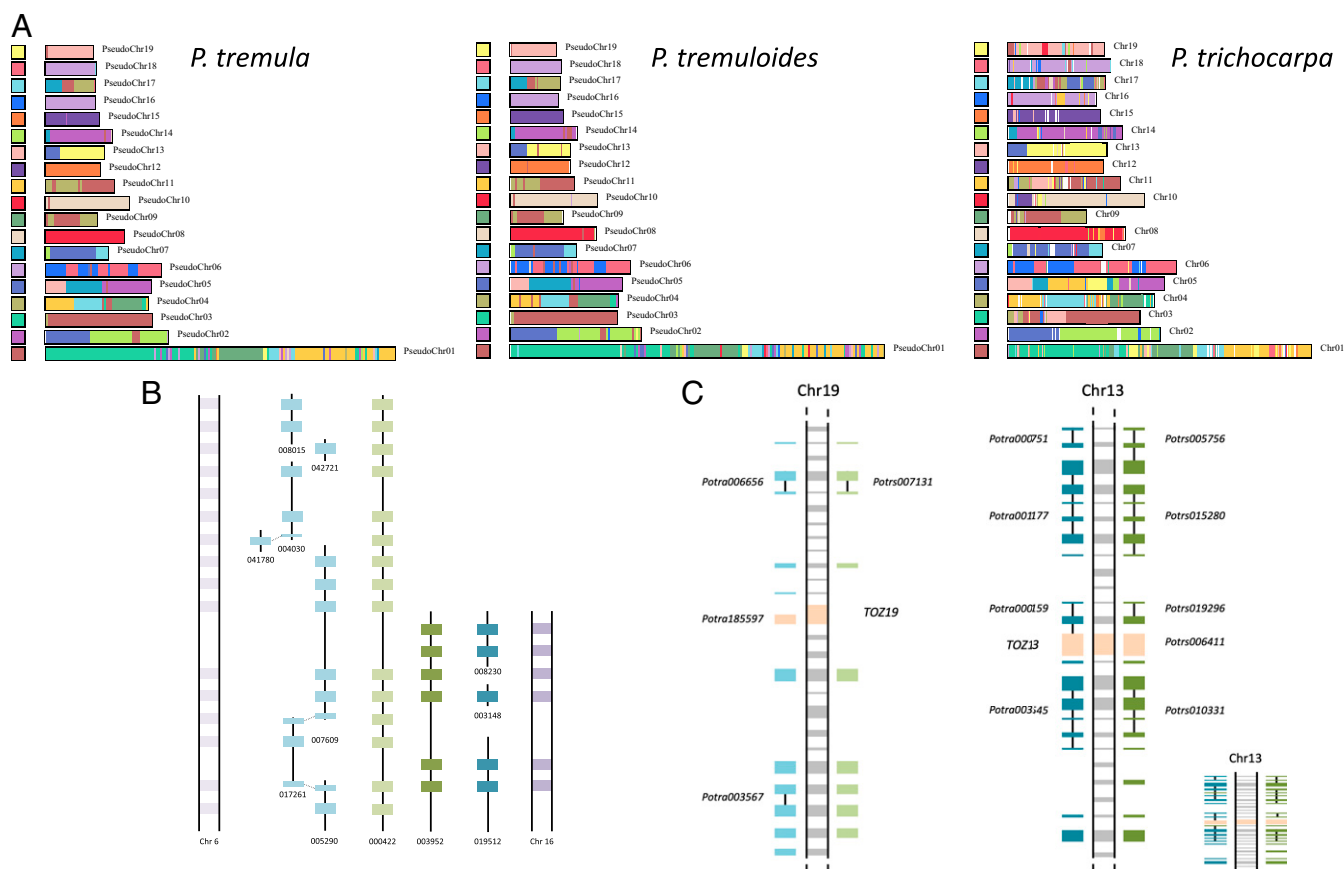 A
P. tremula
PseudoChr19
PseudoChr18
PseudoChr17
PseudoChr16
PseudoChr15
PseudoChr14
PseudoChr13
PseudoChr12
PseudoChr11
PseudoChr10
PseudoChr09
PseudoChr08
PseudoChr07
PseudoChr06
PseudoChr05
PseudoChr04
PseudoChr03
PseudoChr02
PseudoChr01
P. tremuloides
PseudoChr19
PseudoChr18
PseudoChr17
PseudoChr16
PseudoChr15
PseudoChr14
PseudoChr13
PseudoChr12
PseudoChr11
PseudoChr10
PseudoChr09
PseudoChr08
PseudoChr07
PseudoChr06
PseudoChr05
PseudoChr04
PseudoChr03
PseudoChr02
PseudoChr01
P. trichocarpa
Chr19
Chr18
Chr17
Chr16
Chr15
Chr14
Chr13
Chr12
Chr11
Chr10
Chr09
Chr08
Chr07
Chr06
Chr05
Chr04
Chr03
Chr02
Chr01
B
008015
042721
041780
004030
007609
017261
008230
003148
Chr 6
005290
000422
003952
019512
Chr 16
C
Chr19
Potra006656
Potrs007131
Potra185597
TOZ19
Potra003567
Chr13
Potra000751
Potrs005756
Potra001177
Potrs015280
Potra000159
Potrs019296
TOZ13
Potrs006411
Potra003545
Potrs010331
Chr13